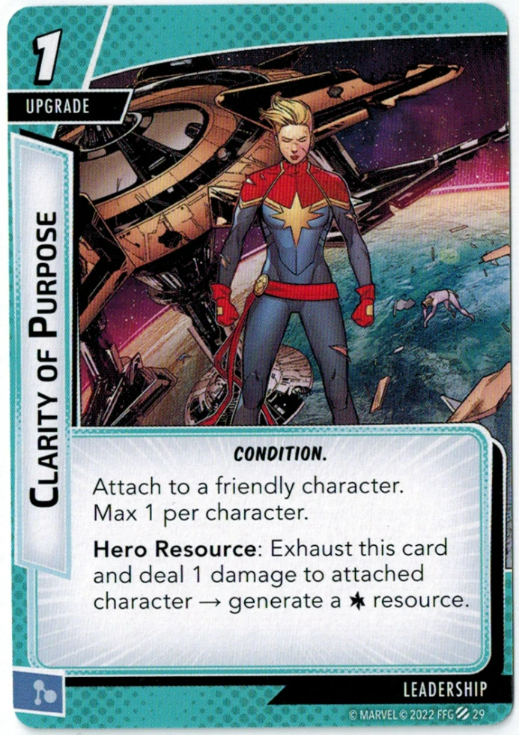 1
UPGRADE
CLARITY OF PURPOSE
CONDITION.
Attach to a friendly character.
Max 1 per character.
Hero Resource: Exhaust this card
and deal 1 damage to attached
character → generate a resource.
LEADERSHIP
© MARVEL © 2022 FFG 29